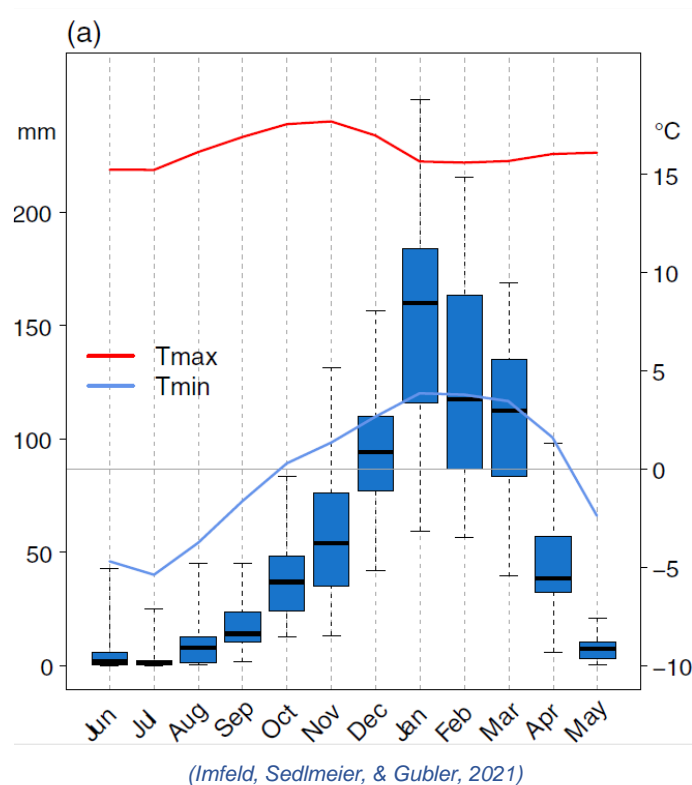 (a)
mm
°C
200
150
100
50
0
15
10
5
0
−5
−10
Tmax
Tmin
Jun
Jul
Aug
Sep
Oct
Nov
Dec
Jan
Feb
Mar
Apr
May
(Imfeld, Sedlmeier, & Gubler, 2021)